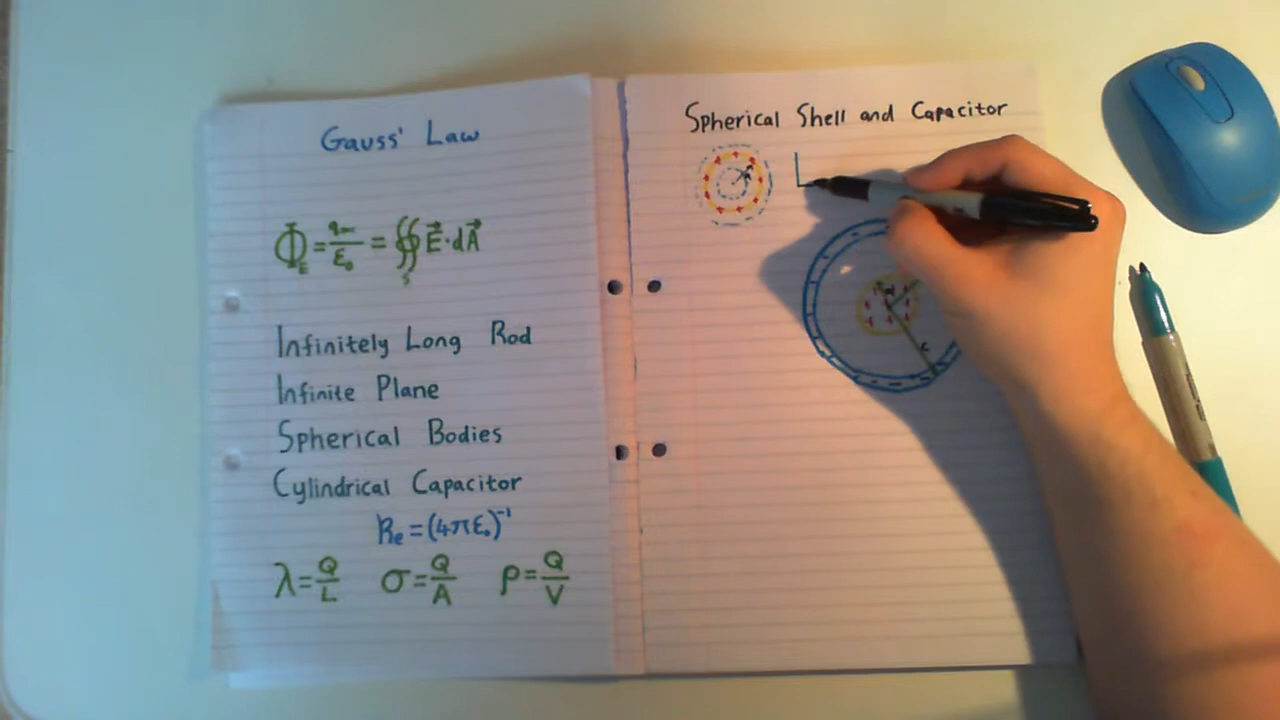 Gauss' Law
Φ_E = q_in/ε₀ = ∯_S E⃗·dA⃗
Infinitely Long Rod
Infinite Plane
Spherical Bodies
Cylindrical Capacitor
k_e = (4πε₀)⁻¹
λ = Q/L σ = Q/A ρ = Q/V
Spherical Shell and Capacitor